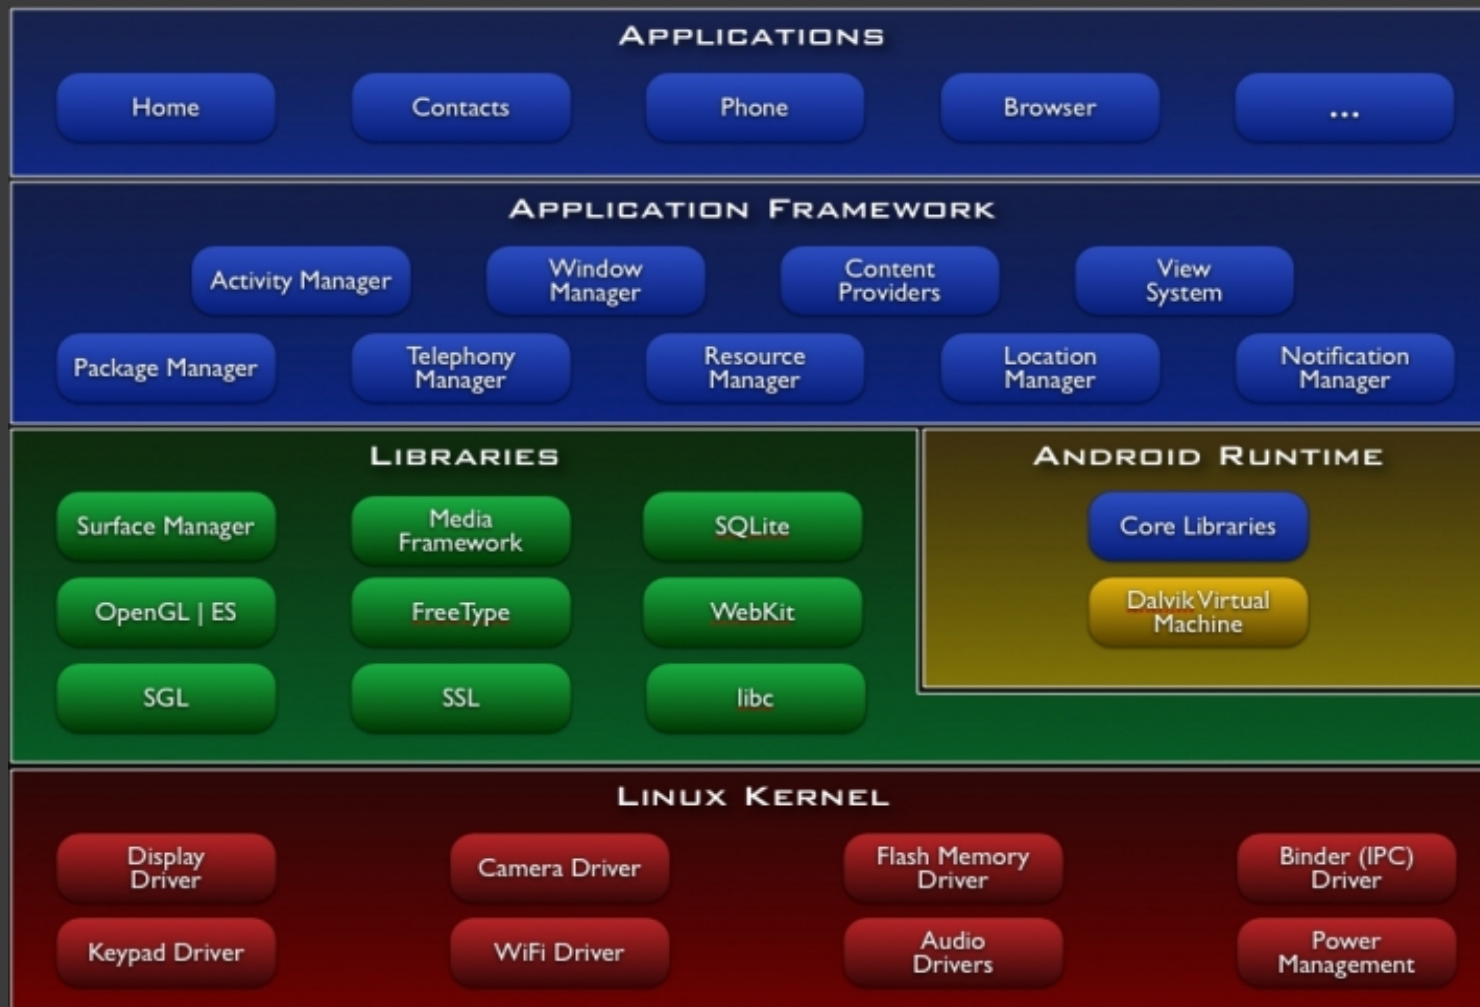 APPLICATIONS
Home
Contacts
Phone
Browser
...
APPLICATION FRAMEWORK
Activity Manager
Window
Manager
Content
Providers
View
System
Package Manager
Telephony
Manager
Resource
Manager
Location
Manager
Notification
Manager
LIBRARIES
Surface Manager
Media
Framework
SQLite
OpenGL | ES
FreeType
WebKit
SGL
SSL
libc
ANDROID RUNTIME
Core Libraries
Dalvik Virtual
Machine
LINUX KERNEL
Display
Driver
Camera Driver
Flash Memory
Driver
Binder (IPC)
Driver
Keypad Driver
WiFi Driver
Audio
Drivers
Power
Management